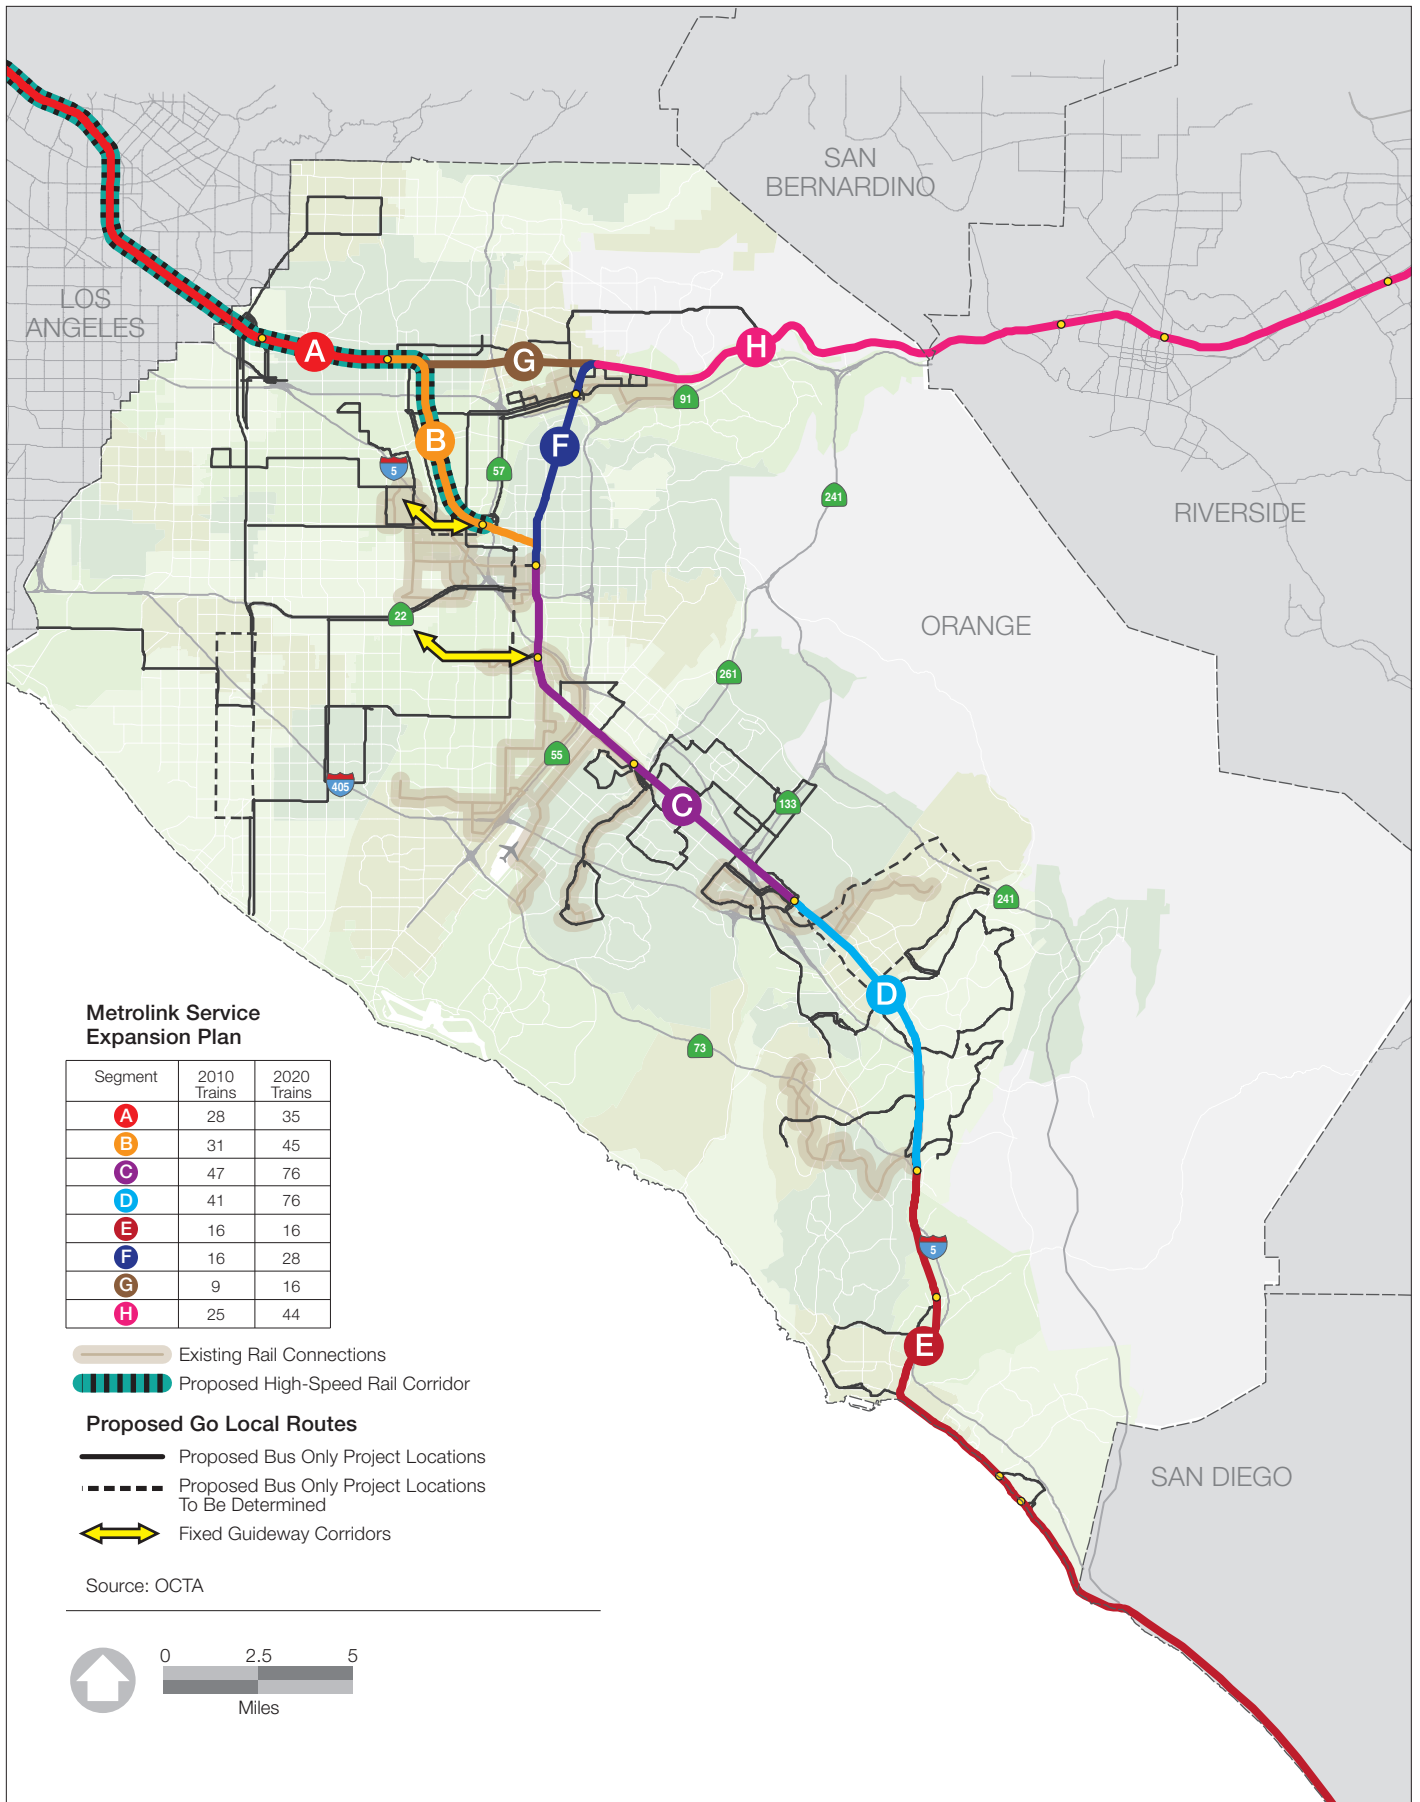 SAN
BERNARDINO
LOS
ANGELES
A
G
H
91
B
F
5
57
241
RIVERSIDE
22
ORANGE
261
55
405
C
133
241
D
73
Metrolink Service
Expansion Plan
Segment 2010 Trains 2020 Trains
A 28 35
B 31 45
C 47 76
D 41 76
E 16 16
F 16 28
G 9 16
H 25 44
5
E
Existing Rail Connections
Proposed High-Speed Rail Corridor
Proposed Go Local Routes
Proposed Bus Only Project Locations
Proposed Bus Only Project Locations
To Be Determined
Fixed Guideway Corridors
SAN DIEGO
Source: OCTA
0 2.5 5
Miles